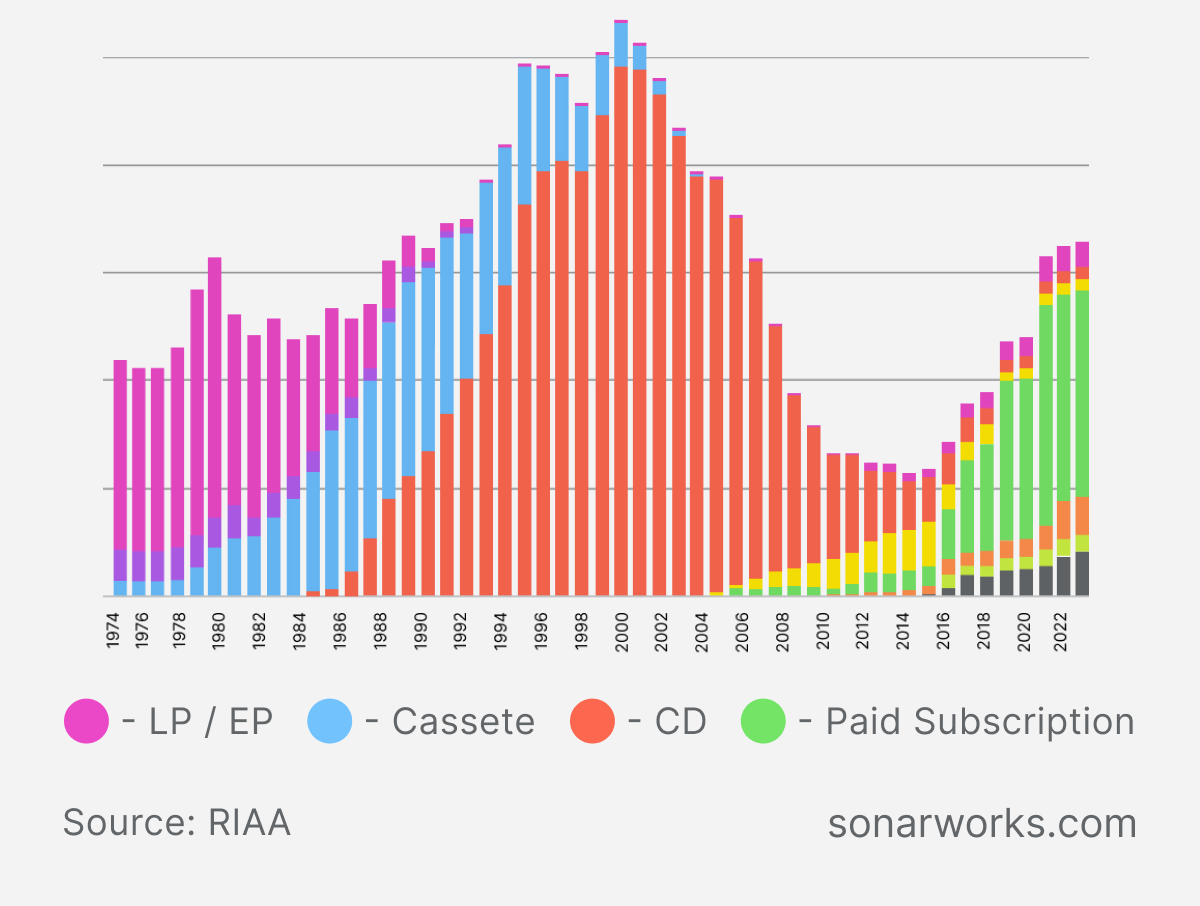 1974 1976 1978 1980 1982 1984 1986 1988 1990 1992 1994 1996 1998 2000 2002 2004 2006 2008 2010 2012 2014 2016 2018 2020 2022
- LP / EP - Cassete - CD - Paid Subscription
Source: RIAA sonarworks.com